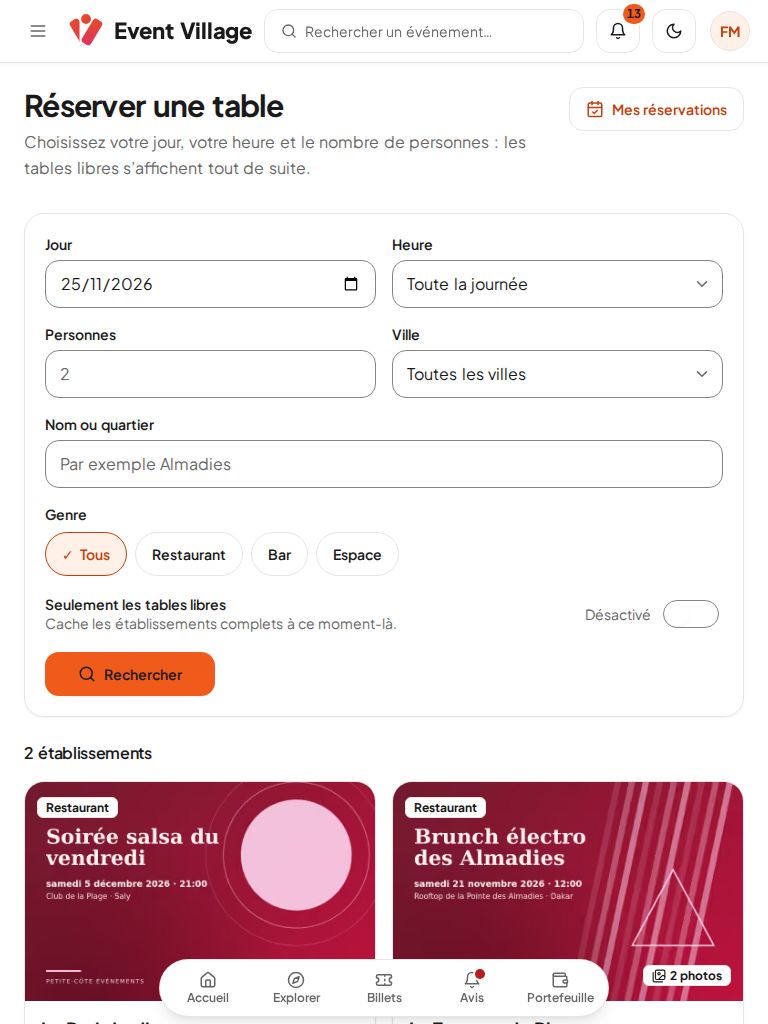 Event Village
Rechercher un événement...
13
FM
Réserver une table
Mes réservations
Choisissez votre jour, votre heure et le nombre de personnes : les
tables libres s'affichent tout de suite.
Jour
Heure
25/11/2026
Toute la journée
Personnes
Ville
2
Toutes les villes
Nom ou quartier
Par exemple Almadies
Genre
✓ Tous
Restaurant
Bar
Espace
Seulement les tables libres
Cache les établissements complets à ce moment-là.
Désactivé
Rechercher
2 établissements
Restaurant
Soirée salsa du
vendredi
samedi 5 décembre 2026 · 21:00
Club de la Plage · Saly
PETITE-CÔTE ÉVÉNEMENTS
Restaurant
Brunch électro
des Almadies
samedi 21 novembre 2026 · 12:00
Rooftop de la Pointe des Almadies · Dakar
2 photos
Accueil
Explorer
Billets
Avis
Portefeuille